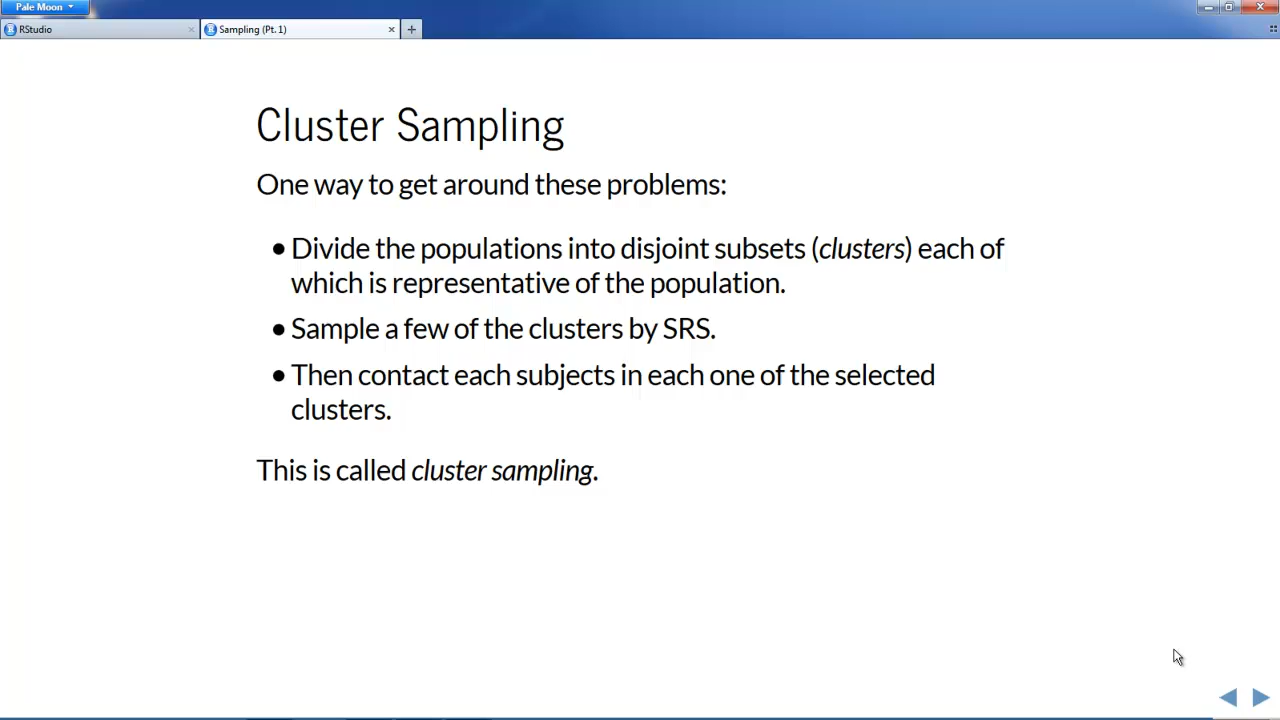 Pale Moon
RStudio
Sampling (Pt. 1)
Cluster Sampling
One way to get around these problems:
• Divide the populations into disjoint subsets (clusters) each of
which is representative of the population.
• Sample a few of the clusters by SRS.
• Then contact each subjects in each one of the selected
clusters.
This is called cluster sampling.